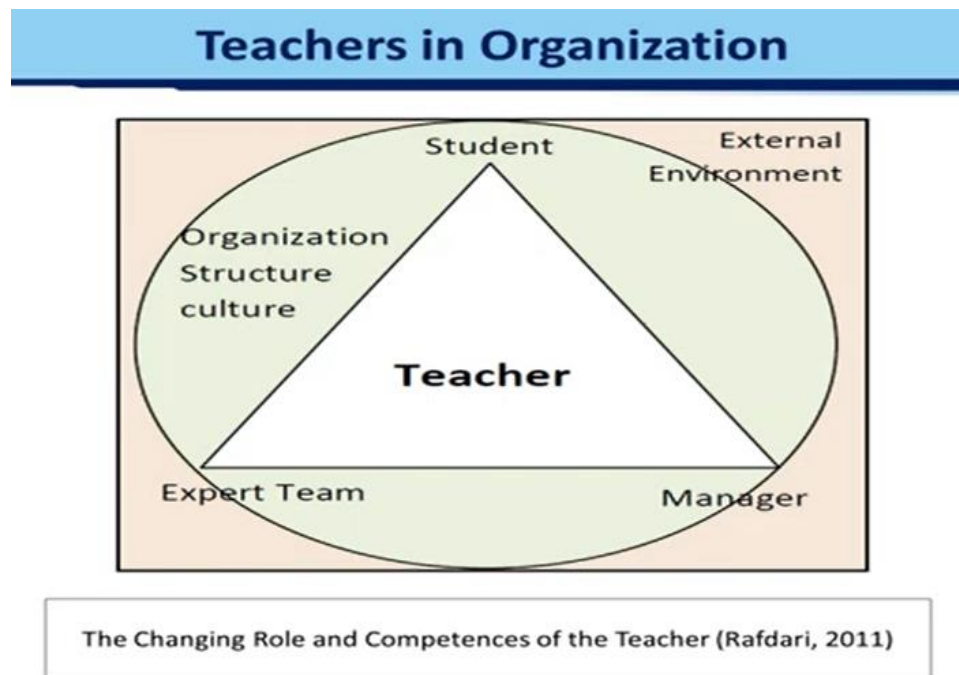 Teachers in Organization
Student
External
Environment
Organization
Structure
culture
Teacher
Expert Team
Manager
The Changing Role and Competences of the Teacher (Rafdari, 2011)